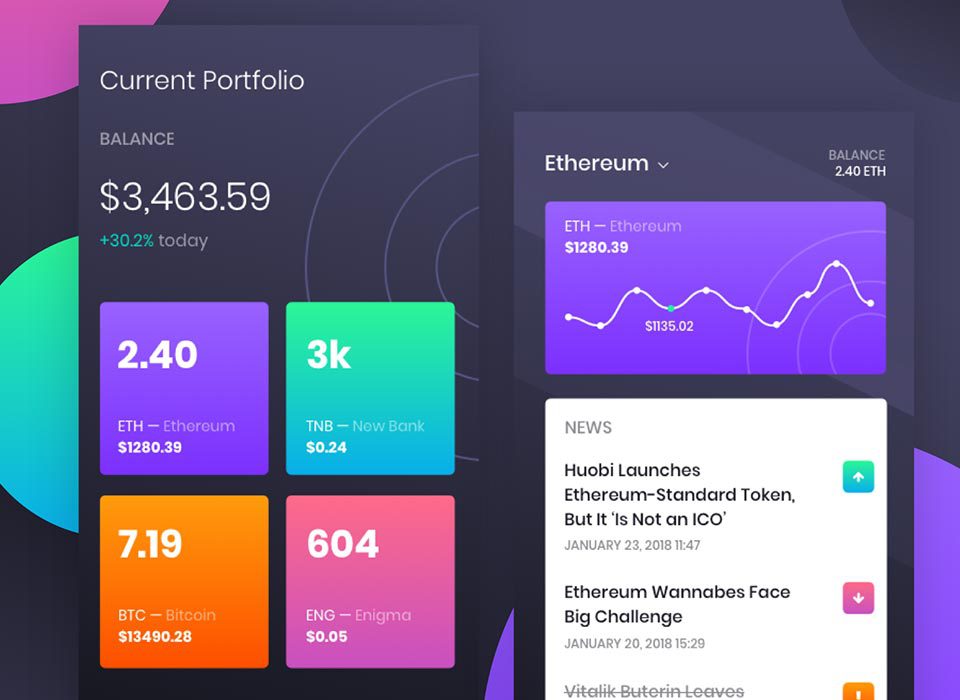 Current Portfolio
BALANCE
$3,463.59
+30.2% today
2.40
ETH — Ethereum
$1280.39
3k
TNB — New Bank
$0.24
7.19
BTC — Bitcoin
$13490.28
604
ENG — Enigma
$0.05
Ethereum
BALANCE
2.40 ETH
ETH — Ethereum
$1280.39
$1135.02
NEWS
Huobi Launches
Ethereum-Standard Token,
But It ‘Is Not an ICO’
JANUARY 23, 2018 11:47
Ethereum Wannabes Face
Big Challenge
JANUARY 20, 2018 15:29
Vitalik Buterin Leaves